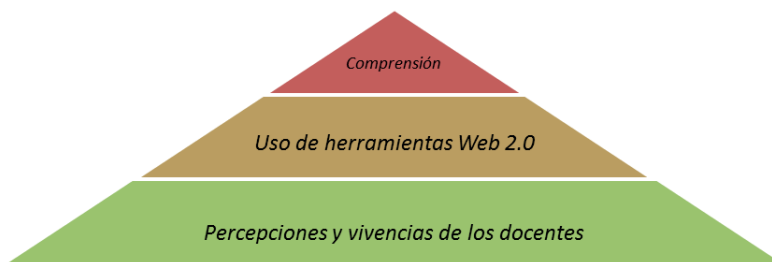 Comprensión
Uso de herramientas Web 2.0
Percepciones y vivencias de los docentes